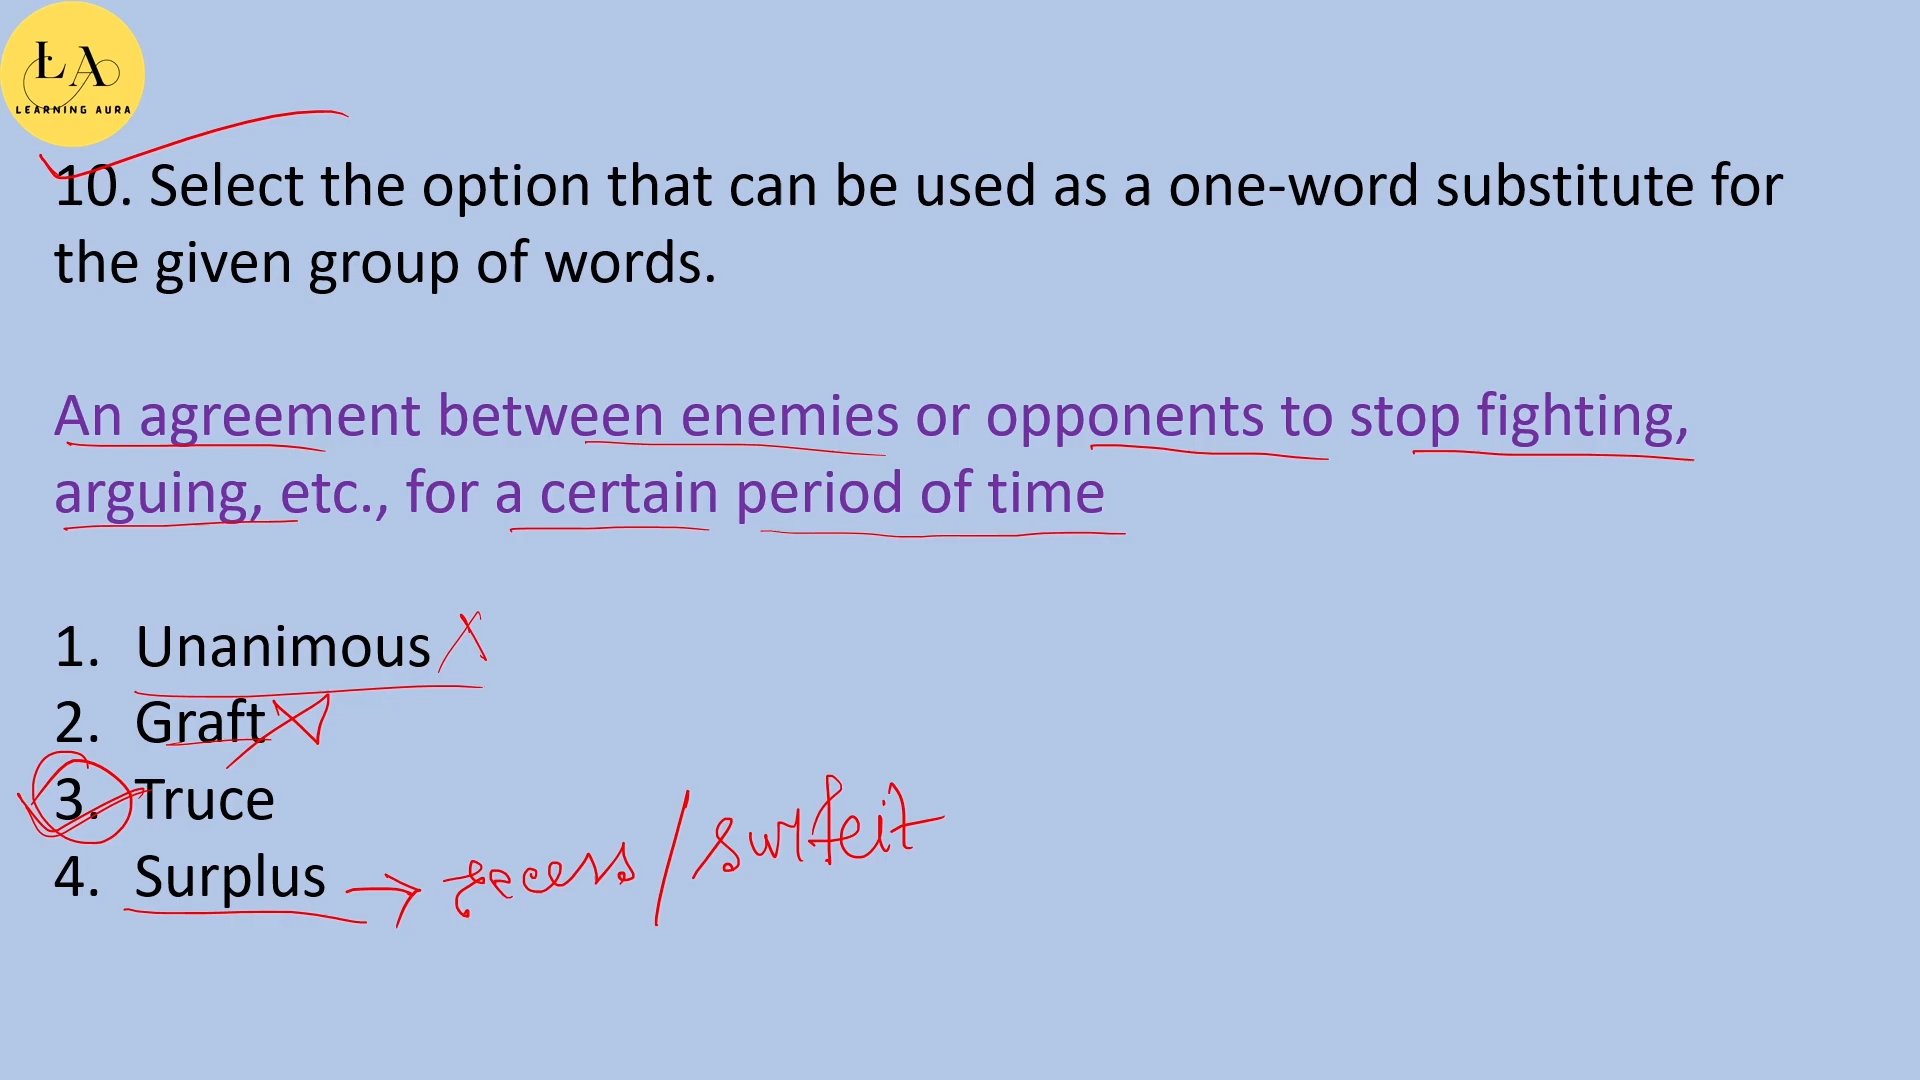 LA
LEARNING AURA
10. Select the option that can be used as a one-word substitute for
the given group of words.
An agreement between enemies or opponents to stop fighting,
arguing, etc., for a certain period of time
1. Unanimous
2. Graft
3. Truce
4. Surplus → excess / surfeit